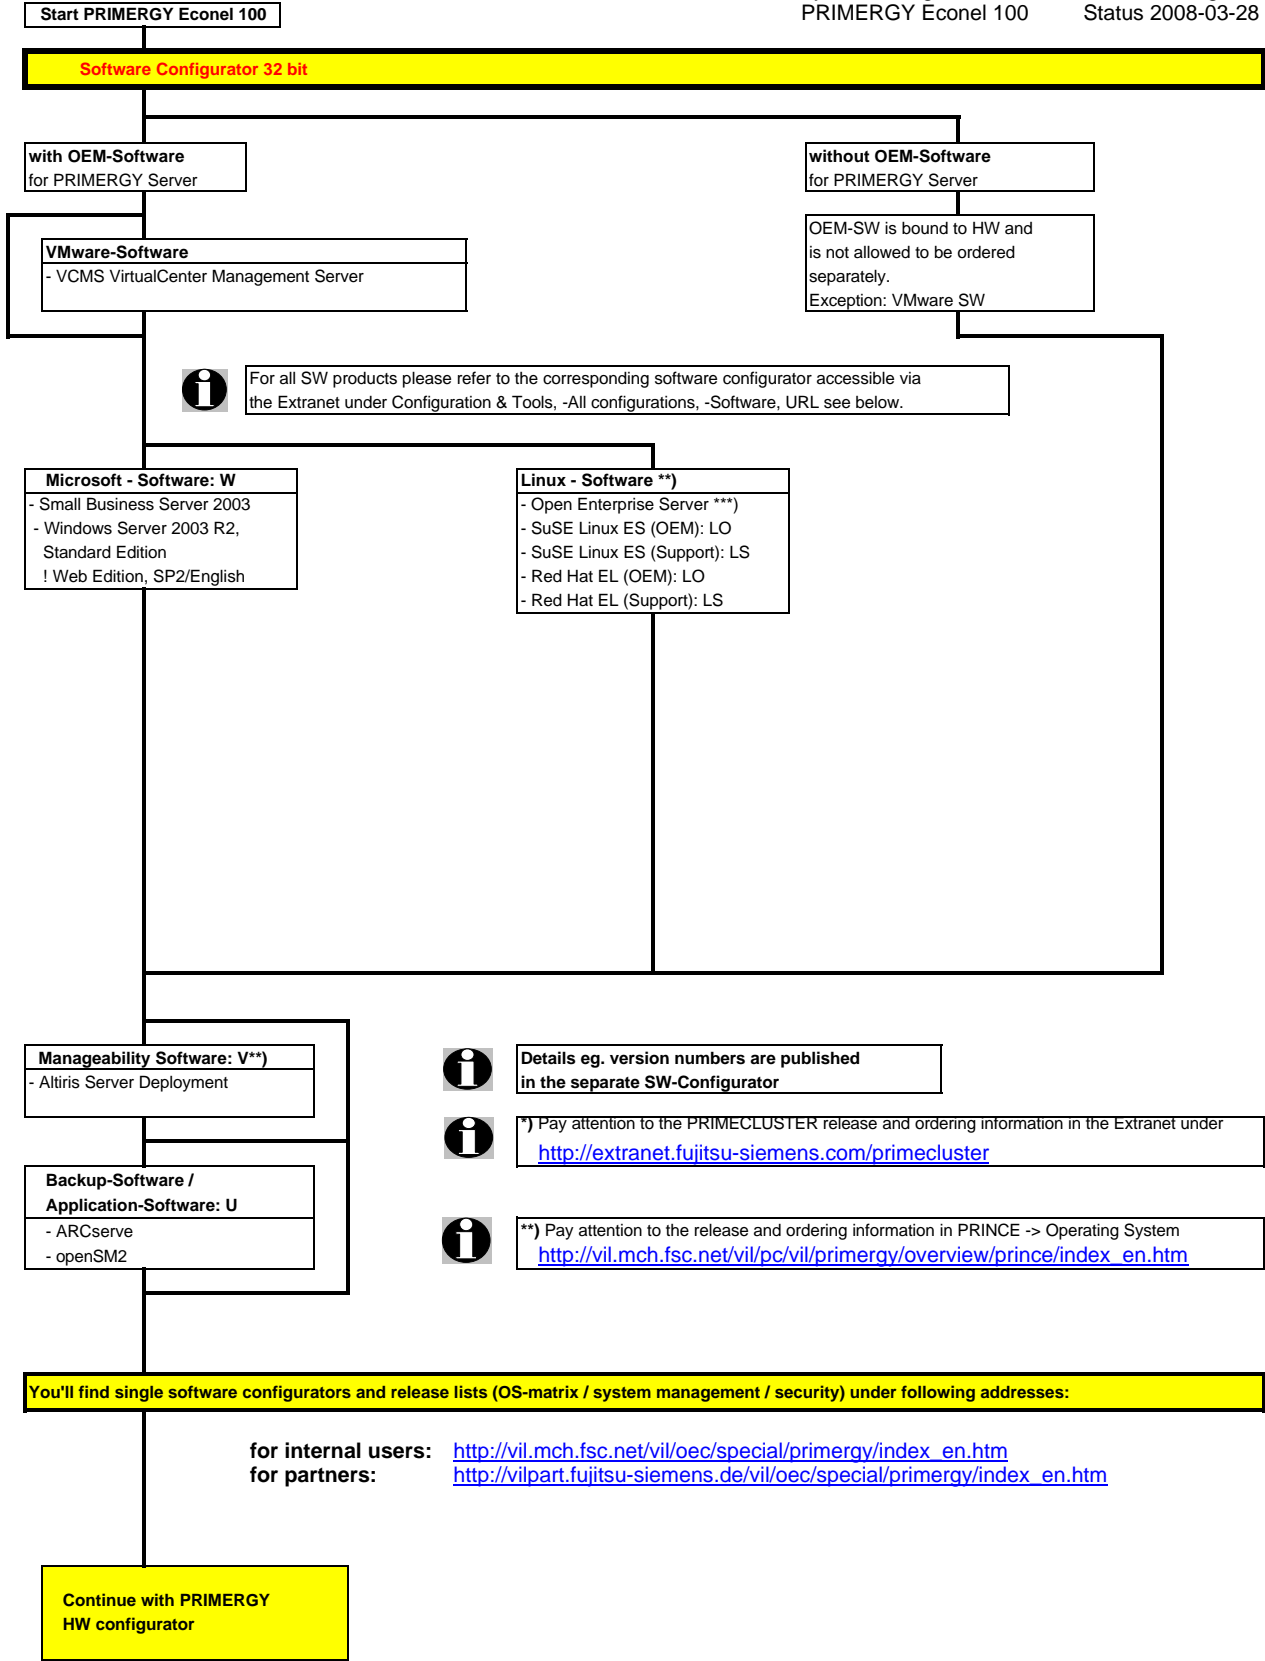 Start PRIMERGY Econel 100
PRIMERGY Econel 100 Status 2008-03-28
Software Configurator 32 bit
with OEM-Software
for PRIMERGY Server
without OEM-Software
for PRIMERGY Server
OEM-SW is bound to HW and
is not allowed to be ordered
separately.
Exception: VMware SW
VMware-Software
- VCMS VirtualCenter Management Server
For all SW products please refer to the corresponding software configurator accessible via
the Extranet under Configuration & Tools, -All configurations, -Software, URL see below.
Microsoft - Software: W
- Small Business Server 2003
- Windows Server 2003 R2,
Standard Edition
! Web Edition, SP2/English
Linux - Software **)
- Open Enterprise Server ***)
- SuSE Linux ES (OEM): LO
- SuSE Linux ES (Support): LS
- Red Hat EL (OEM): LO
- Red Hat EL (Support): LS
Manageability Software: V**)
- Altiris Server Deployment
Details eg. version numbers are published
in the separate SW-Configurator
*) Pay attention to the PRIMECLUSTER release and ordering information in the Extranet under
http://extranet.fujitsu-siemens.com/primecluster
Backup-Software /
Application-Software: U
- ARCserve
- openSM2
**) Pay attention to the release and ordering information in PRINCE -> Operating System
http://vil.mch.fsc.net/vil/pc/vil/primergy/overview/prince/index_en.htm
You'll find single software configurators and release lists (OS-matrix / system management / security) under following addresses:
for internal users: http://vil.mch.fsc.net/vil/oec/special/primergy/index_en.htm
for partners: http://vilpart.fujitsu-siemens.de/vil/oec/special/primergy/index_en.htm
Continue with PRIMERGY
HW configurator